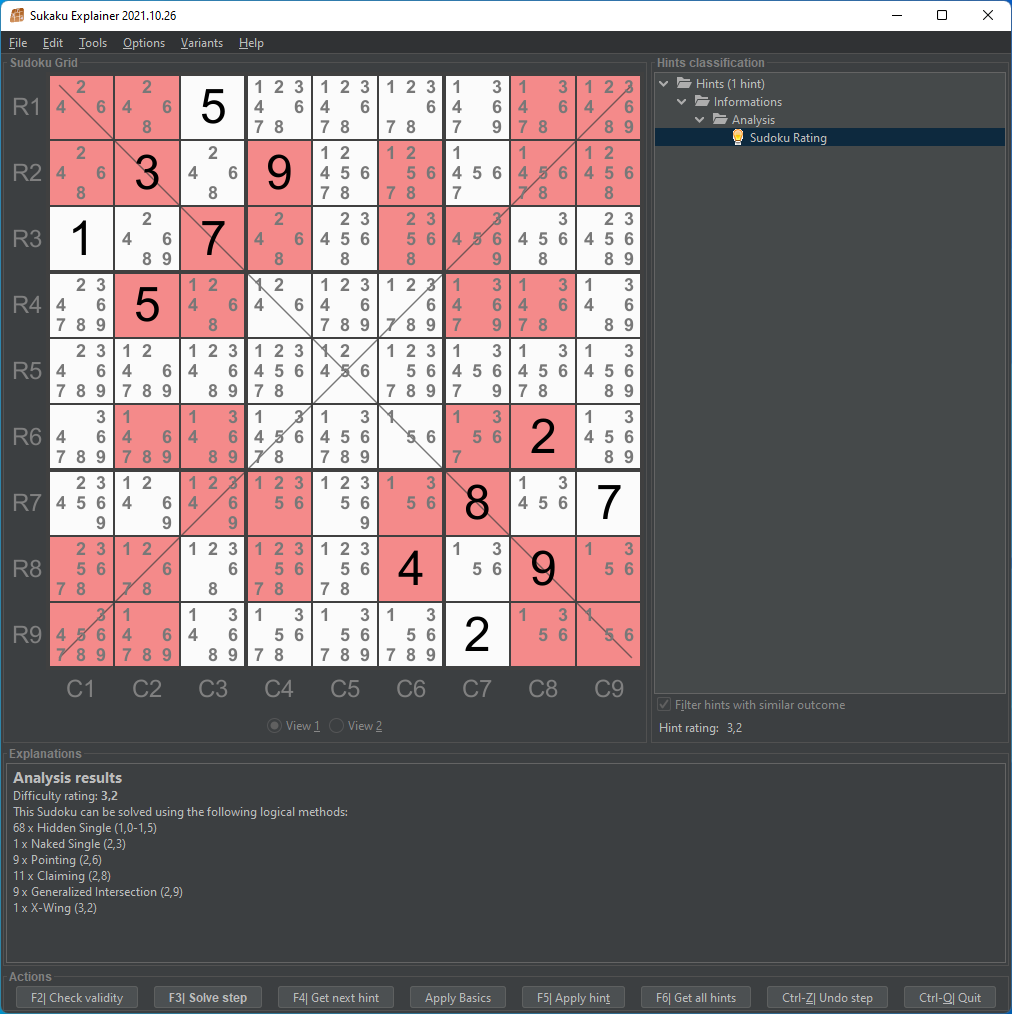 Sukaku Explainer 2021.10.26
File Edit Tools Options Variants Help
Sudoku Grid
2 2 1 2 3 1 2 3 1 2 3 3 1 3 1 2 3
R1 4 6 4 6 5 4 6 4 6 4 6 4 6 4
8 7 8 7 8 7 8 7 9 7 8 8 9
2 2 1 2 1 2 1 1 1 2
R2 4 6 3 4 6 9 4 5 6 5 6 4 5 6 4 5 6 4 5 6
8 8 7 8 7 8 7 7 8 8
2 2 2 3 2 3 3 3 2 3
R3 1 4 6 7 4 6 4 5 6 5 6 4 5 6 4 5 6 4 5 6
8 9 8 8 8 9 8 8 9
2 3 1 2 1 2 1 2 3 1 2 3 1 3 1 3 1 3
R4 4 6 5 4 6 4 6 4 6 6 4 6 4 6 4 6
7 8 9 8 7 8 9 7 8 9 7 9 7 8 8 9
2 3 1 2 1 2 3 1 2 3 1 2 1 2 3 1 3 1 3 1 3
R5 4 6 4 6 4 6 4 5 6 4 5 6 5 6 4 5 6 4 5 6 4 5 6
7 8 9 7 8 9 8 9 7 8 7 8 9 7 9 7 8 8 9
3 1 1 3 1 3 1 3 1 1 3 1 3
R6 4 6 4 6 4 6 4 5 6 4 5 6 5 6 5 6 2 4 5 6
7 8 9 7 8 9 8 9 7 8 7 8 9 7 8 9
2 3 1 2 1 2 3 1 2 3 1 2 3 1 3 1 3
R7 4 5 6 4 6 4 6 5 6 5 6 5 6 8 4 5 6 7
9 9 9 9
2 3 1 2 1 2 3 1 2 3 1 2 3 1 3 1 3
R8 5 6 6 6 5 6 5 6 4 5 6 9 5 6
7 8 7 8 8 7 8 7 8
3 1 1 3 1 3 1 3 1 3 1 3 1
R9 4 5 6 4 6 4 6 5 6 5 6 5 6 2 5 6 5 6
7 8 9 7 8 9 8 9 7 8 7 8 9 7 8 9
C1 C2 C3 C4 C5 C6 C7 C8 C9
View 1 View 2
Hints classification
Hints (1 hint)
Informations
Analysis
Sudoku Rating
Filter hints with similar outcome
Hint rating: 3,2
Explanations
Analysis results
Difficulty rating: 3,2
This Sudoku can be solved using the following logical methods:
68 x Hidden Single (1,0-1,5)
1 x Naked Single (2,3)
9 x Pointing (2,6)
11 x Claiming (2,8)
9 x Generalized Intersection (2,9)
1 x X-Wing (3,2)
Actions
F2| Check validity F3| Solve step F4| Get next hint Apply Basics F5| Apply hint F6| Get all hints Ctrl-Z| Undo step Ctrl-Q| Quit